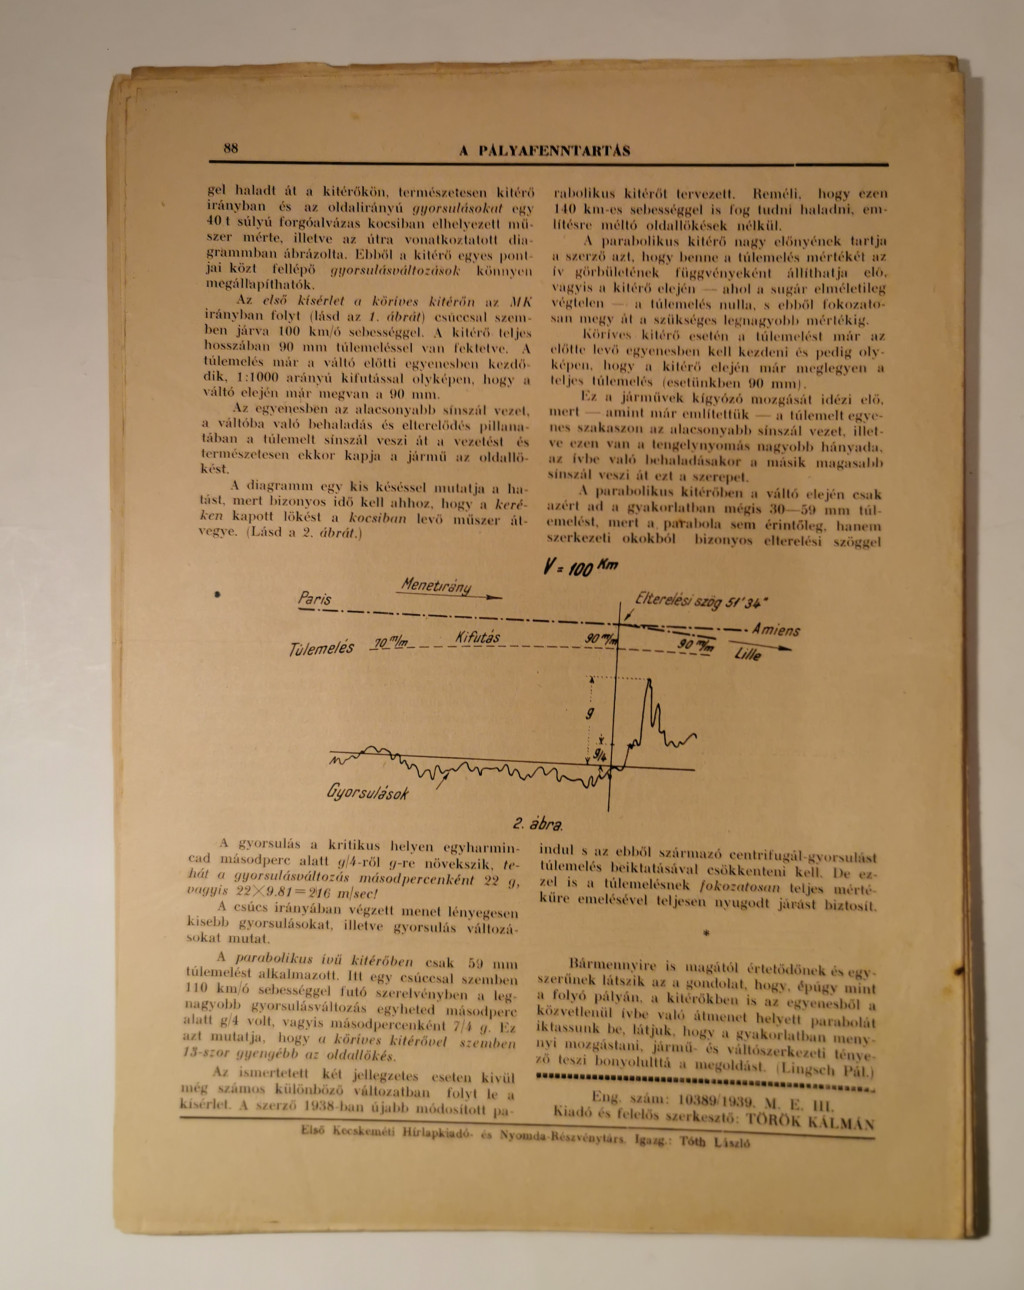 88
A PÁLYAFENNTARTÁS
gel haladt át a kitérőkön, természetesen kitérő
irányban és az oldalirányú gyorsulásokat egy
40 t súlyú forgóalvázas kocsiban elhelyezett mű-
szer mérte, illetve az útra vonatkoztatott dia-
grammban ábrázolta. Ebből a kitérő egyes pont-
jai közt fellépő gyorsulásváltozások könnyen
megállapíthatók.
Az első kísérlet a köríves kitérőn az MK
irányban folyt (lásd az 1. ábrát) csúccsal szem-
ben járva 100 km/ó sebességgel. A kitérő teljes
hosszában 90 mm túlemeléssel van fektetve. A
túlemelés már a váltó előtti egyenesben kezdő-
dik, 1:1000 arányú kifutással olyképen, hogy a
váltó elején már megvan a 90 mm.
Az egyenesben az alacsonyabb sínszál vezet,
a váltóba való behaladás és elterelődés pillana-
tában a túlemelt sínszál veszi át a vezetést és
természetesen ekkor kapja a jármű az oldallö-
kést.
A diagramm egy kis késéssel mutatja a ha-
tást, mert bizonyos idő kell ahhoz, hogy a keré-
ken kapott lökést a kocsiban levő műszer át-
vegye. (Lásd a 2. ábrát.)
rabolikus kitérőt tervezett. Reméli, hogy ezen
140 km-es sebességgel is fog tudni haladni, em-
lítésre méltó oldallökések nélkül.
A parabolikus kitérő nagy előnyének tartja
a szerző azt, hogy benne a túlemelés mértékét az
ív görbületének függvényeként állíthatja elő,
vagyis a kitérő elején — ahol a sugár elméletileg
végtelen — a túlemelés nulla, s ebből fokozato-
san megy át a szükséges legnagyobb mértékig.
Köríves kitérő esetén a túlemelést már az
előtte levő egyenesben kell kezdeni és pedig oly-
képen, hogy a kitérő elején már meglegyen a
teljes túlemelés (esetünkben 90 mm).
Ez a járművek kígyózó mozgását idézi elő,
mert — amint már említettük — a túlemelt egye-
nes szakaszon az alacsonyabb sínszál vezet, illet-
ve ezen van a tengelynyomás nagyobb hányada,
az ívbe való behaladásakor a másik magasabb
sínszál veszi át ezt a szerepet.
A parabolikus kitérőben a váltó elején csak
azért ad a gyakorlatban mégis 30—59 mm túl-
emelést, mert a parabola sem érintőleg, hanem
szerkezeti okokból bizonyos elterelési szöggel
V = 100 Km
Menetirány
Paris
Elterelési szög 51'34"
Amiens
Túlemelés 70 m/m Kifutás 90 m/m 90 m/m Lille
g
g/4
Gyorsulások
2. ábra.
A gyorsulás a kritikus helyen egyharmin-
cad másodperc alatt g/4-ről g-re növekszik, te-
hát a gyorsulásváltozás másodpercenként 22 g,
vagyis 22×9.81=216 m/sec!
A csúcs irányában végzett menet lényegesen
kisebb gyorsulásokat, illetve gyorsulás változá-
sokat mutat.
A parabolikus ívű kitérőben csak 59 mm
túlemelést alkalmazott. Itt egy csúccsal szemben
110 km/ó sebességgel futó szerelvényben a leg-
nagyobb gyorsulásváltozás egyheted másodperc
alatt g/4 volt, vagyis másodpercenként 7/4 g. Ez
azt mutatja, hogy a köríves kitérővel szemben
13-szor gyengébb az oldallökés.
Az ismertetett két jellegzetes eseten kívül
még számos különböző változatban folyt le a
kísérlet. A szerző 1938-ban újabb módosított pa-
indul s az ebből származó centrifugál-gyorsulást
túlemelés beiktatásával csökkenteni kell. De ez-
zel is a túlemelésnek fokozatosan teljes mérté-
kűre emelésével teljesen nyugodt járást biztosít.
*
Bármennyire is magától értetődőnek és egy-
szerűnek látszik az a gondolat, hogy, épúgy mint
a folyó pályán, a kitérőkben is az egyenesből a
közvetlenül ívbe való átmenet helyett parabolát
iktassunk be, látjuk, hogy a gyakorlatban meny-
nyi mozgástani, jármű- és váltószerkezeti ténye-
ző teszi bonyolulttá a megoldást. (Lingsch Pál.)
Eng. szám: 10389/1939. M. E. III.
Kiadó és felelős szerkesztő: TÖRÖK KÁLMÁN
Első Kecskeméti Hírlapkiadó- és Nyomda-Részvénytárs. Igazg.: Tóth László